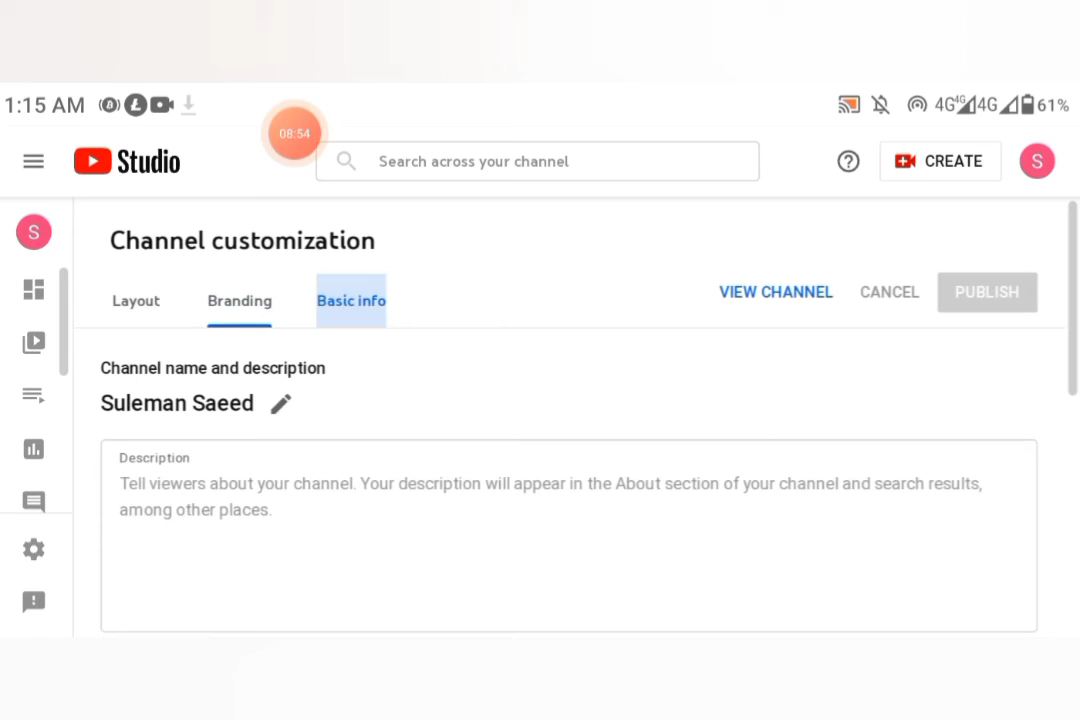 1:15 AM
4G 4G 4G 61%
08:54
Studio
Search across your channel
CREATE
S
S
Channel customization
Layout
Branding
Basic info
VIEW CHANNEL
CANCEL
PUBLISH
Channel name and description
Suleman Saeed
Description
Tell viewers about your channel. Your description will appear in the About section of your channel and search results,
among other places.